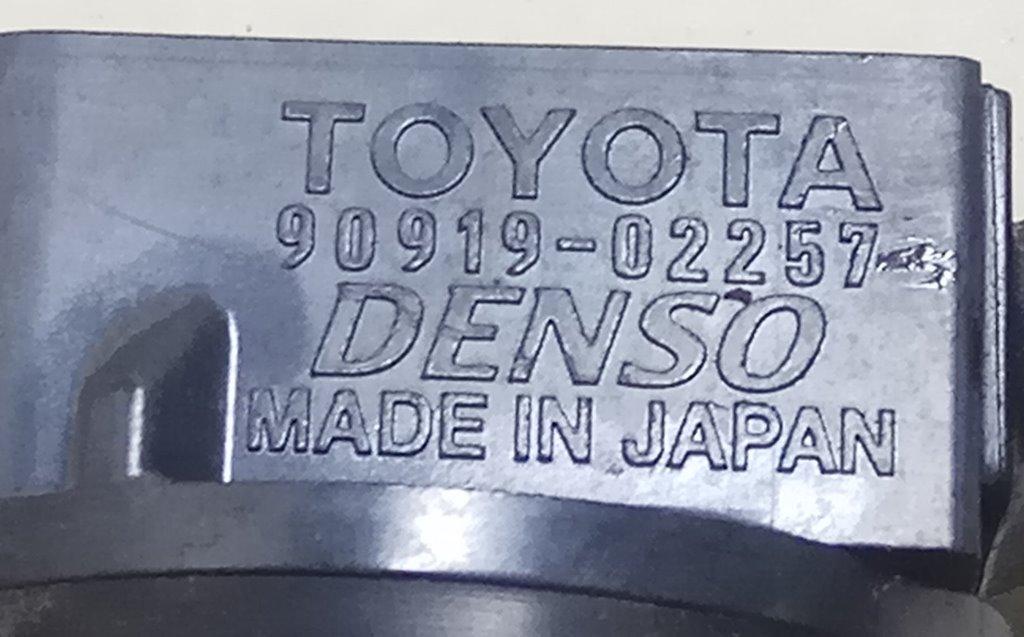 TOYOTA
90919-02257
DENSO
MADE IN JAPAN